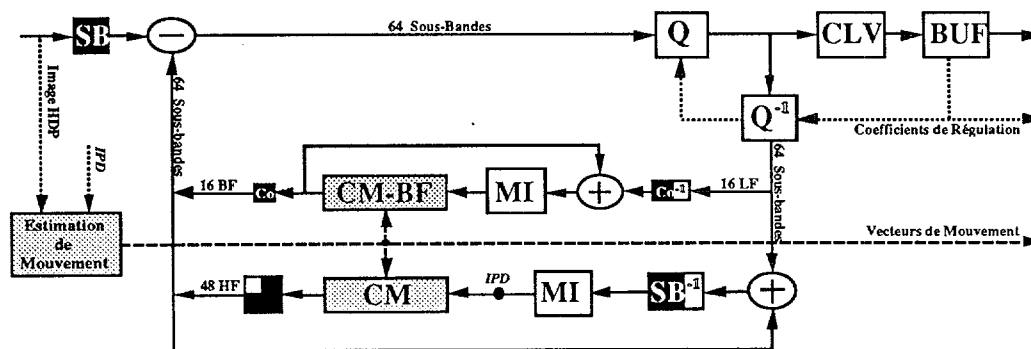 SB
64 Sous-Bandes
Q
CLV
BUF
Image HDP
64 Sous-bandes
IPD
Q-1
Coefficients de Régulation
64 Sous-bandes
16 BF
Co
CM-BF
MI
Co-1
16 LF
Estimation
de
Mouvement
Vecteurs de Mouvement
48 HF
CM
IPD
MI
SB-1